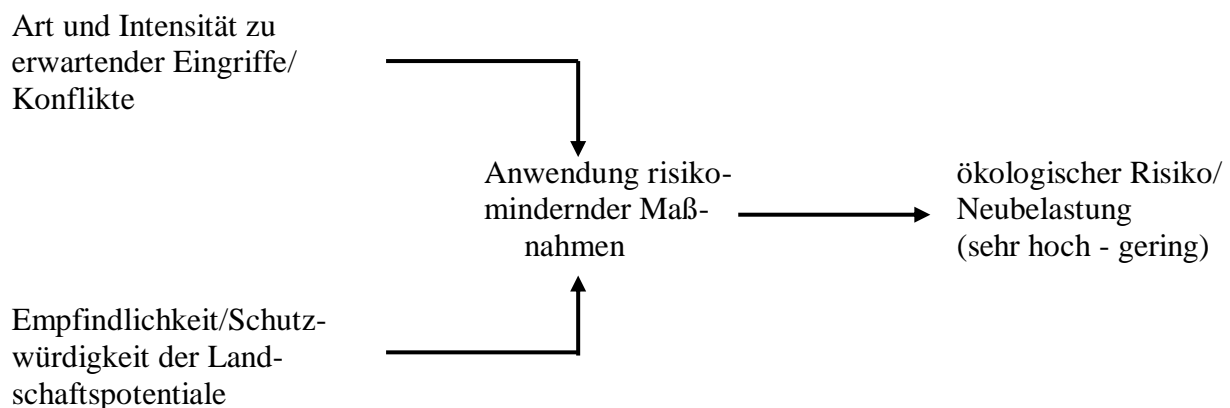 Art und Intensität zu
erwartender Eingriffe/
Konflikte
Anwendung risiko-
mindernder Maß-
nahmen
ökologischer Risiko/
Neubelastung
(sehr hoch - gering)
Empfindlichkeit/Schutz-
würdigkeit der Land-
schaftspotentiale